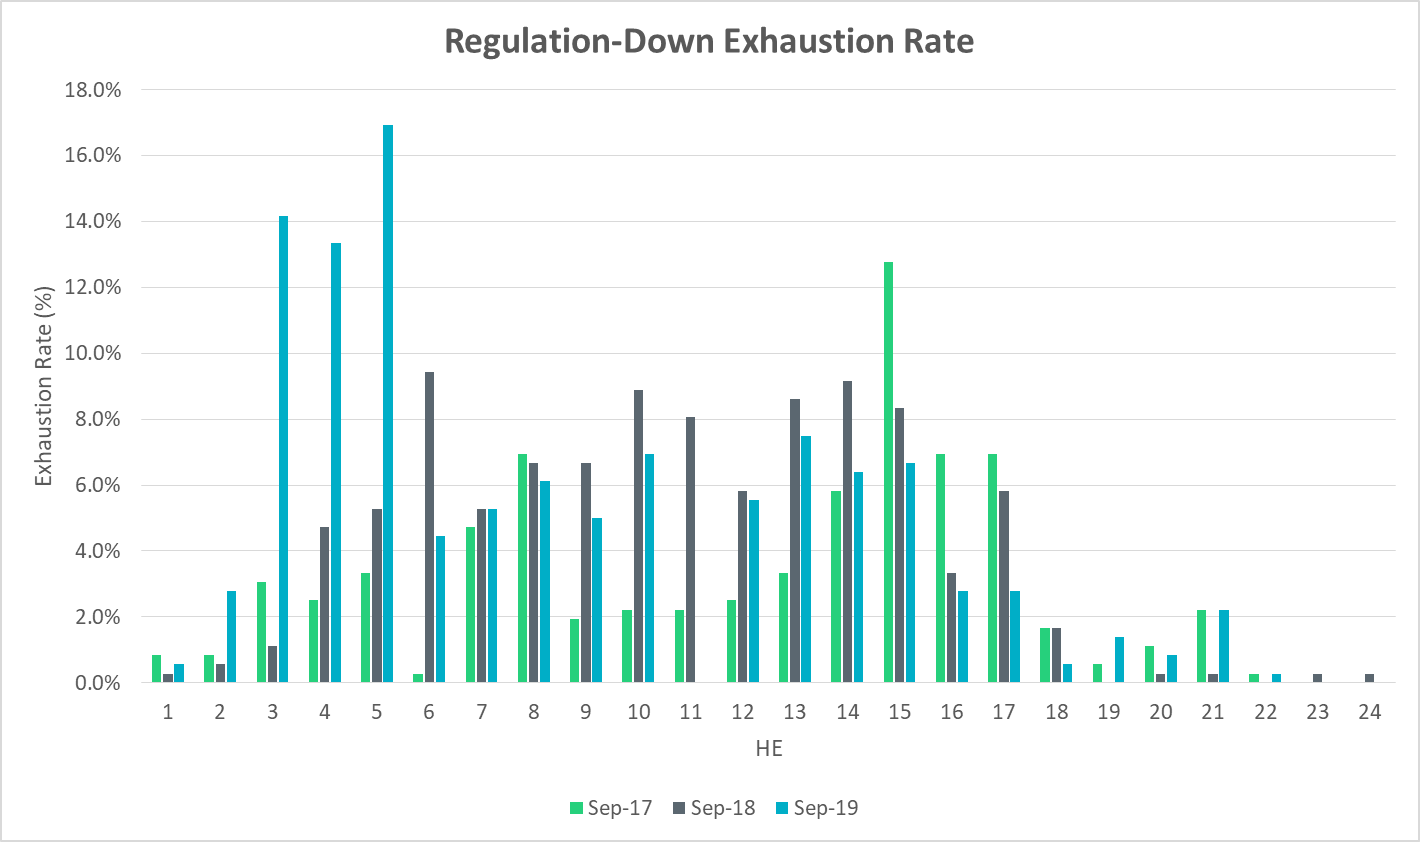 Regulation-Down Exhaustion Rate
18.0%
16.0%
14.0%
12.0%
10.0%
8.0%
6.0%
4.0%
2.0%
0.0%
Exhaustion Rate (%)
1 2 3 4 5 6 7 8 9 10 11 12 13 14 15 16 17 18 19 20 21 22 23 24
HE
Sep-17 Sep-18 Sep-19